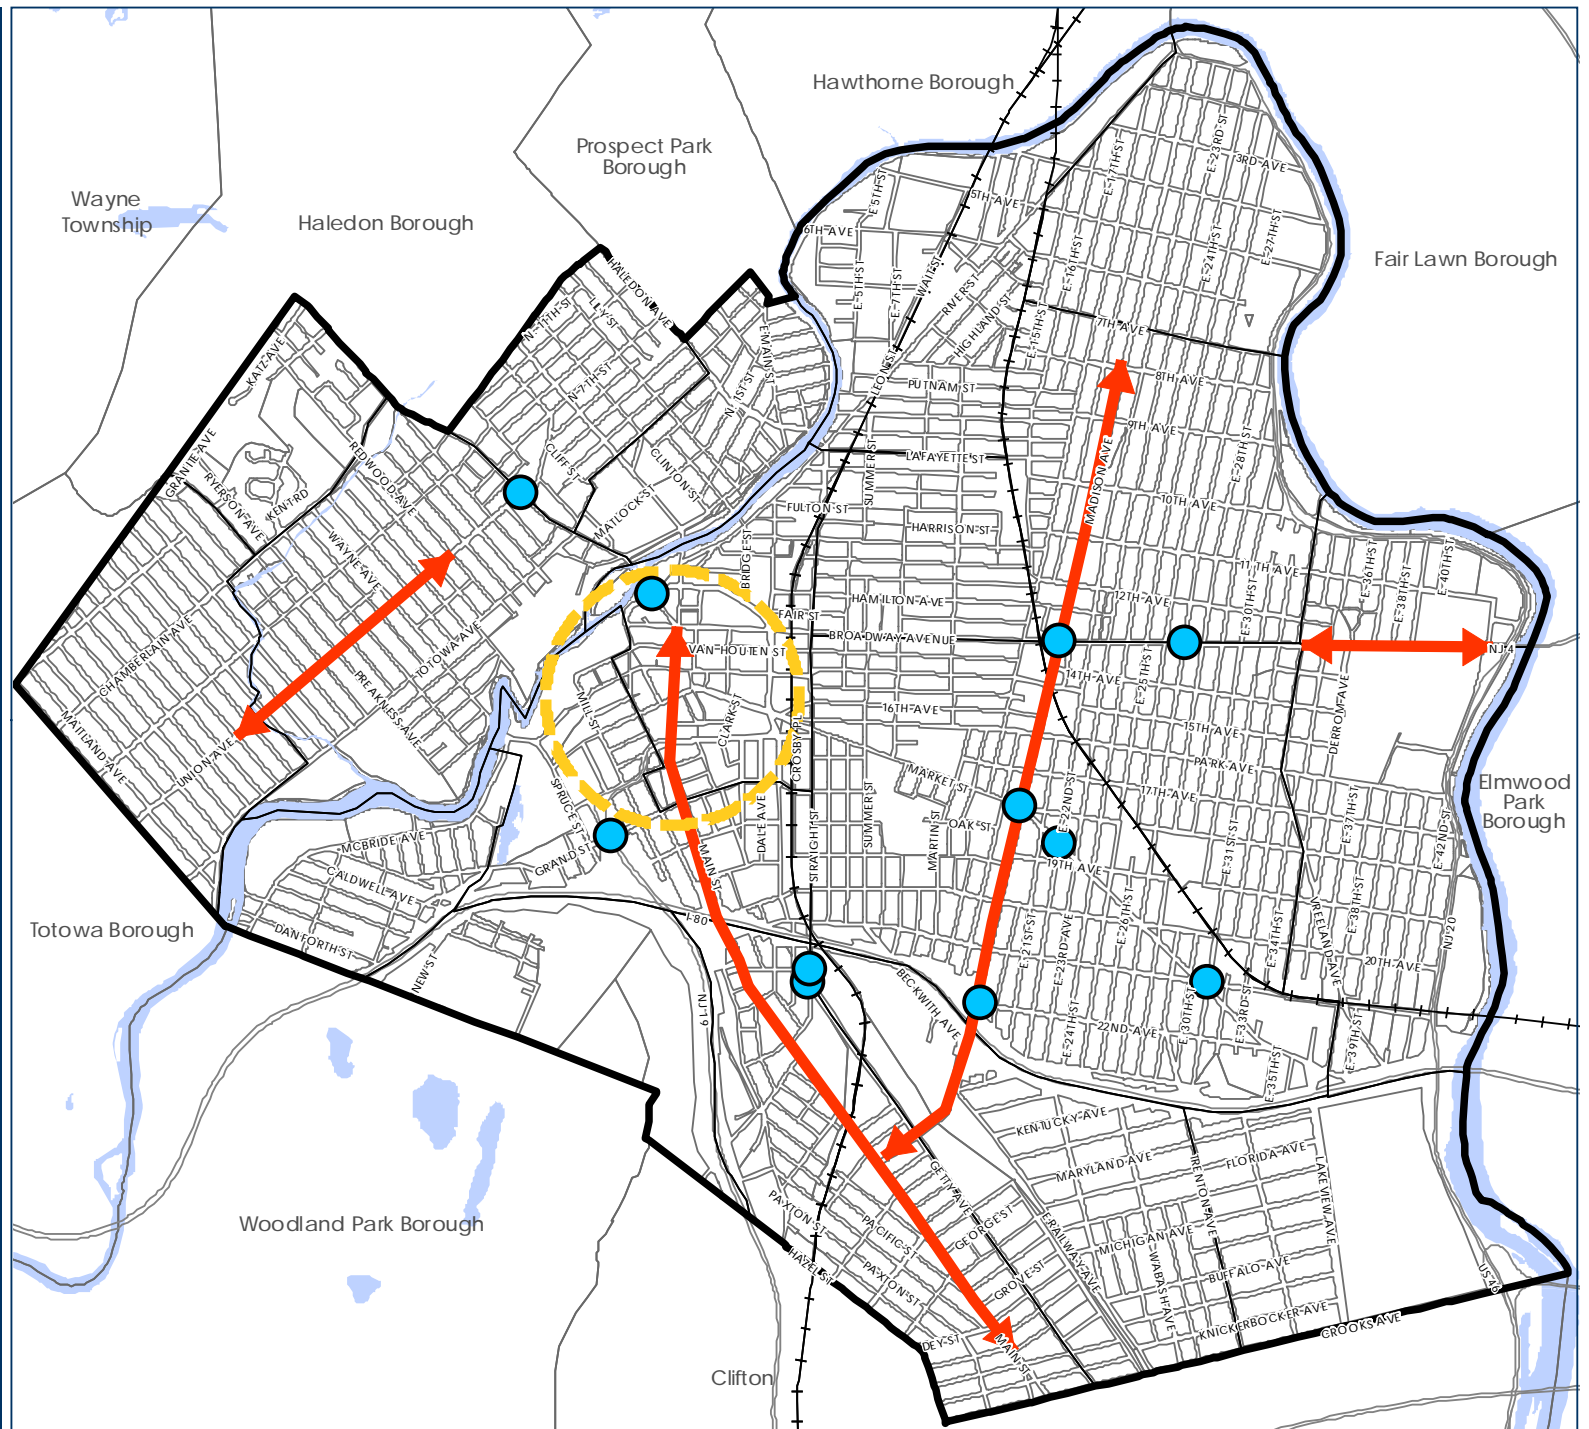 Hawthorne Borough
Prospect Park
Borough
Wayne
Township
Haledon Borough
Fair Lawn Borough
Elmwood
Park
Borough
Totowa Borough
Woodland Park Borough
Clifton
HALEDON AVE
N 11TH ST
LILY ST
N 7TH ST
E MAIN ST
N 1ST ST
KATZ AVE
GRANITE AVE
RYERSON AVE
KENT RD
REDWOOD AVE
CLIFF ST
CLINTON ST
MATLOCK ST
WAYNE AVE
CHAMBERLAIN AVE
TOTOWA AVE
PREAKNESS AVE
UNION AVE
MAITLAND AVE
E 5TH ST
6TH AVE
5TH AVE
E 5TH ST
E 7TH ST
WAIT ST
RIVER ST
HIGHLAND ST
E 15TH ST
E 16TH ST
E 17TH ST
E 23RD ST
3RD AVE
E 24TH ST
E 27TH ST
7TH AVE
8TH AVE
9TH AVE
E 28TH ST
10TH AVE
MADISON AVE
LEON ST
PUTNAM ST
LAFAYETTE ST
SUMMER ST
FULTON ST
HARRISON ST
BRIDGE ST
HAMILTON AVE
FAIR ST
BROADWAY AVENUE
VAN HOUTEN ST
11TH AVE
12TH AVE
E 30TH ST
E 36TH ST
E 38TH ST
E 40TH ST
NJ 4
14TH AVE
E 25TH ST
15TH AVE
PARK AVE
17TH AVE
DERROM AVE
16TH AVE
MILL ST
CLARK ST
CROSBY PL
SPRUCE ST
MARKET ST
OAK ST
MARTIN ST
SUMMER ST
STRAIGHT ST
DALE AVE
E 22ND ST
19TH AVE
E 31ST ST
E 37TH ST
E 42ND ST
E 38TH ST
NJ 20
MCBRIDE AVE
GRAND ST
CALDWELL AVE
DANFORTH ST
NEW ST
MAIN ST
I-80
NJ 19
BECKWITH AVE
E 21ST ST
E 23RD AVE
E 26TH ST
E 24TH ST
22ND AVE
E 30TH ST
E 33RD ST
E 34TH ST
E 35TH ST
VREELAND AVE
20TH AVE
E 39TH ST
KENTUCKY AVE
MARYLAND AVE
FLORIDA AVE
TRENTON AVE
LAKEVIEW AVE
GETTY AVE
GEORGE ST
E RAILWAY AVE
MICHIGAN AVE
WABASH AVE
BUFFALO AVE
PAXTON ST
PACIFIC ST
PAXTON ST
HAZEL ST
GROVE ST
DEY ST
MAIN ST
KNICKERBOCKER AVE
CROOKS AVE
US 46